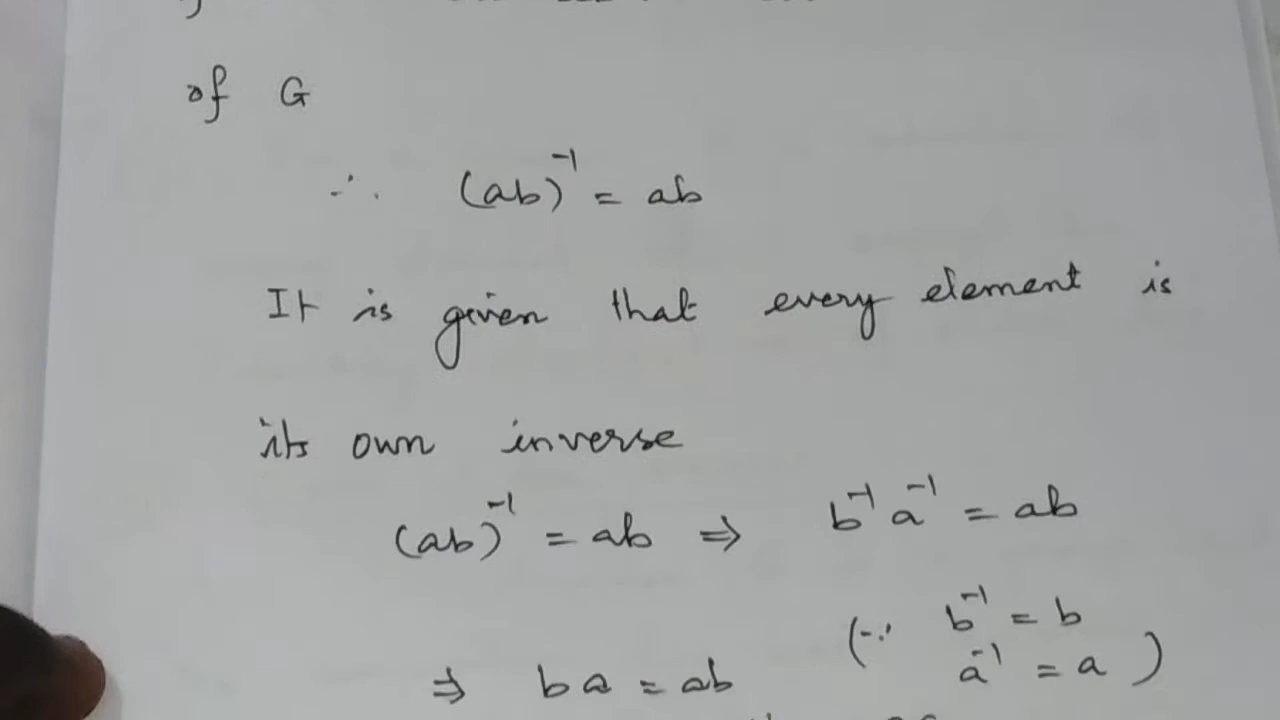 of G
∴ (ab)⁻¹ = ab
It is given that every element is
its own inverse
(ab)⁻¹ = ab ⇒ b⁻¹ a⁻¹ = ab
(∵ b⁻¹ = b
⇒ ba = ab a⁻¹ = a )